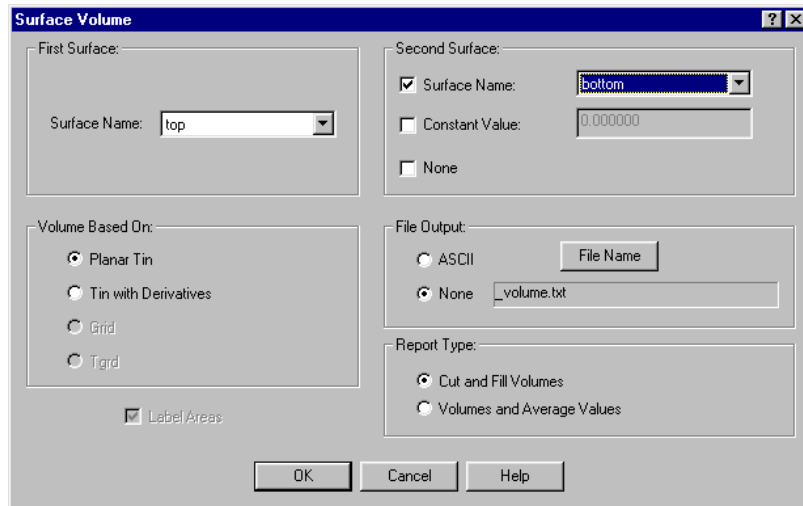 Surface Volume
First Surface:
Surface Name: top
Second Surface:
Surface Name: bottom
Constant Value: 0.000000
None
Volume Based On:
Planar Tin
Tin with Derivatives
Grid
Tgrd
Label Areas
File Output:
ASCII File Name
None _volume.txt
Report Type:
Cut and Fill Volumes
Volumes and Average Values
OK Cancel Help